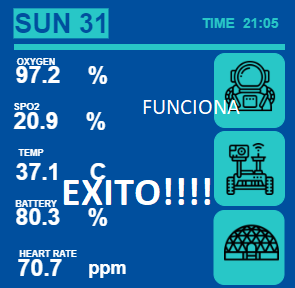 SUN 31
TIME 21:05
OXYGEN
97.2 %
FUNCIONA
SPO2
20.9 %
TEMP
37.1 C
EXITO!!!!
BATTERY
80.3 %
HEART RATE
70.7 ppm